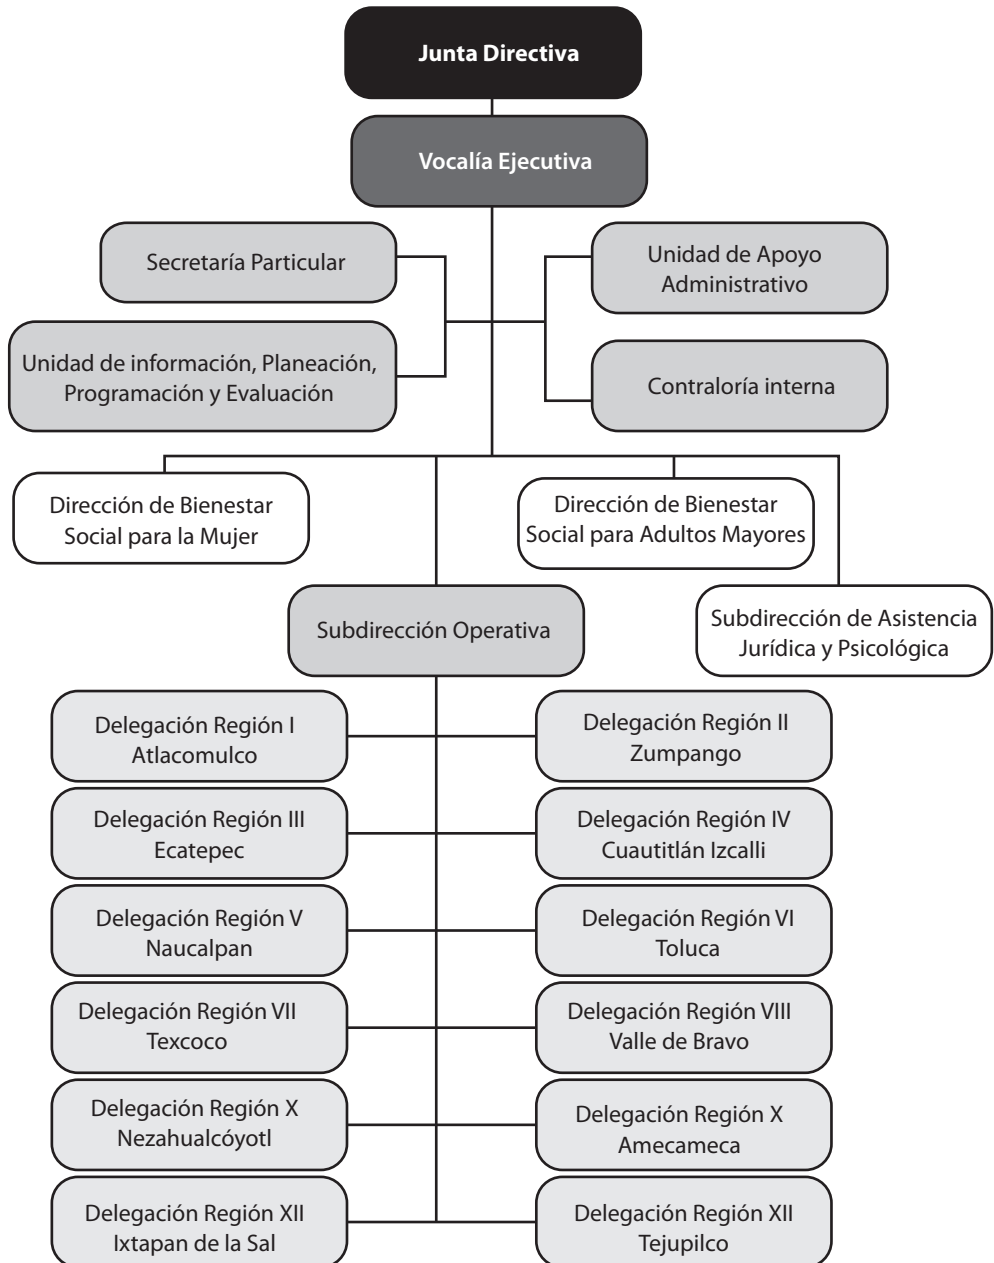 Junta Directiva
Vocalía Ejecutiva
Secretaría Particular
Unidad de Apoyo
Administrativo
Unidad de información, Planeación,
Programación y Evaluación
Contraloría interna
Dirección de Bienestar
Social para la Mujer
Dirección de Bienestar
Social para Adultos Mayores
Subdirección Operativa
Subdirección de Asistencia
Jurídica y Psicológica
Delegación Región I
Atlacomulco
Delegación Región II
Zumpango
Delegación Región III
Ecatepec
Delegación Región IV
Cuautitlán Izcalli
Delegación Región V
Naucalpan
Delegación Región VI
Toluca
Delegación Región VII
Texcoco
Delegación Región VIII
Valle de Bravo
Delegación Región X
Nezahualcóyotl
Delegación Región X
Amecameca
Delegación Región XII
Ixtapan de la Sal
Delegación Región XII
Tejupilco